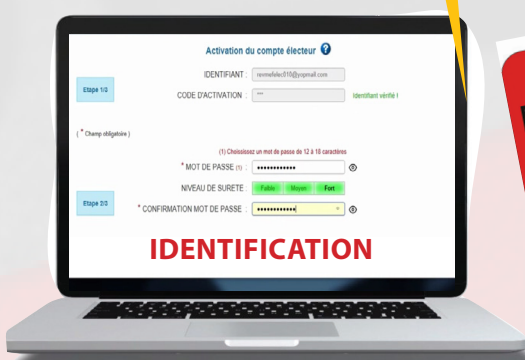 Activation du compte électeur ?
IDENTIFIANT :
Etape 1/2
CODE D'ACTIVATION : ***
Identifiant vérifié !
( * Champ obligatoire )
(1) Choississez un mot de passe de 12 à 18 caractères
* MOT DE PASSE (1) : ••••••••••••
NIVEAU DE SURETE : Faible Moyen Fort
Etape 2/2
* CONFIRMATION MOT DE PASSE : ••••••••••••
IDENTIFICATION